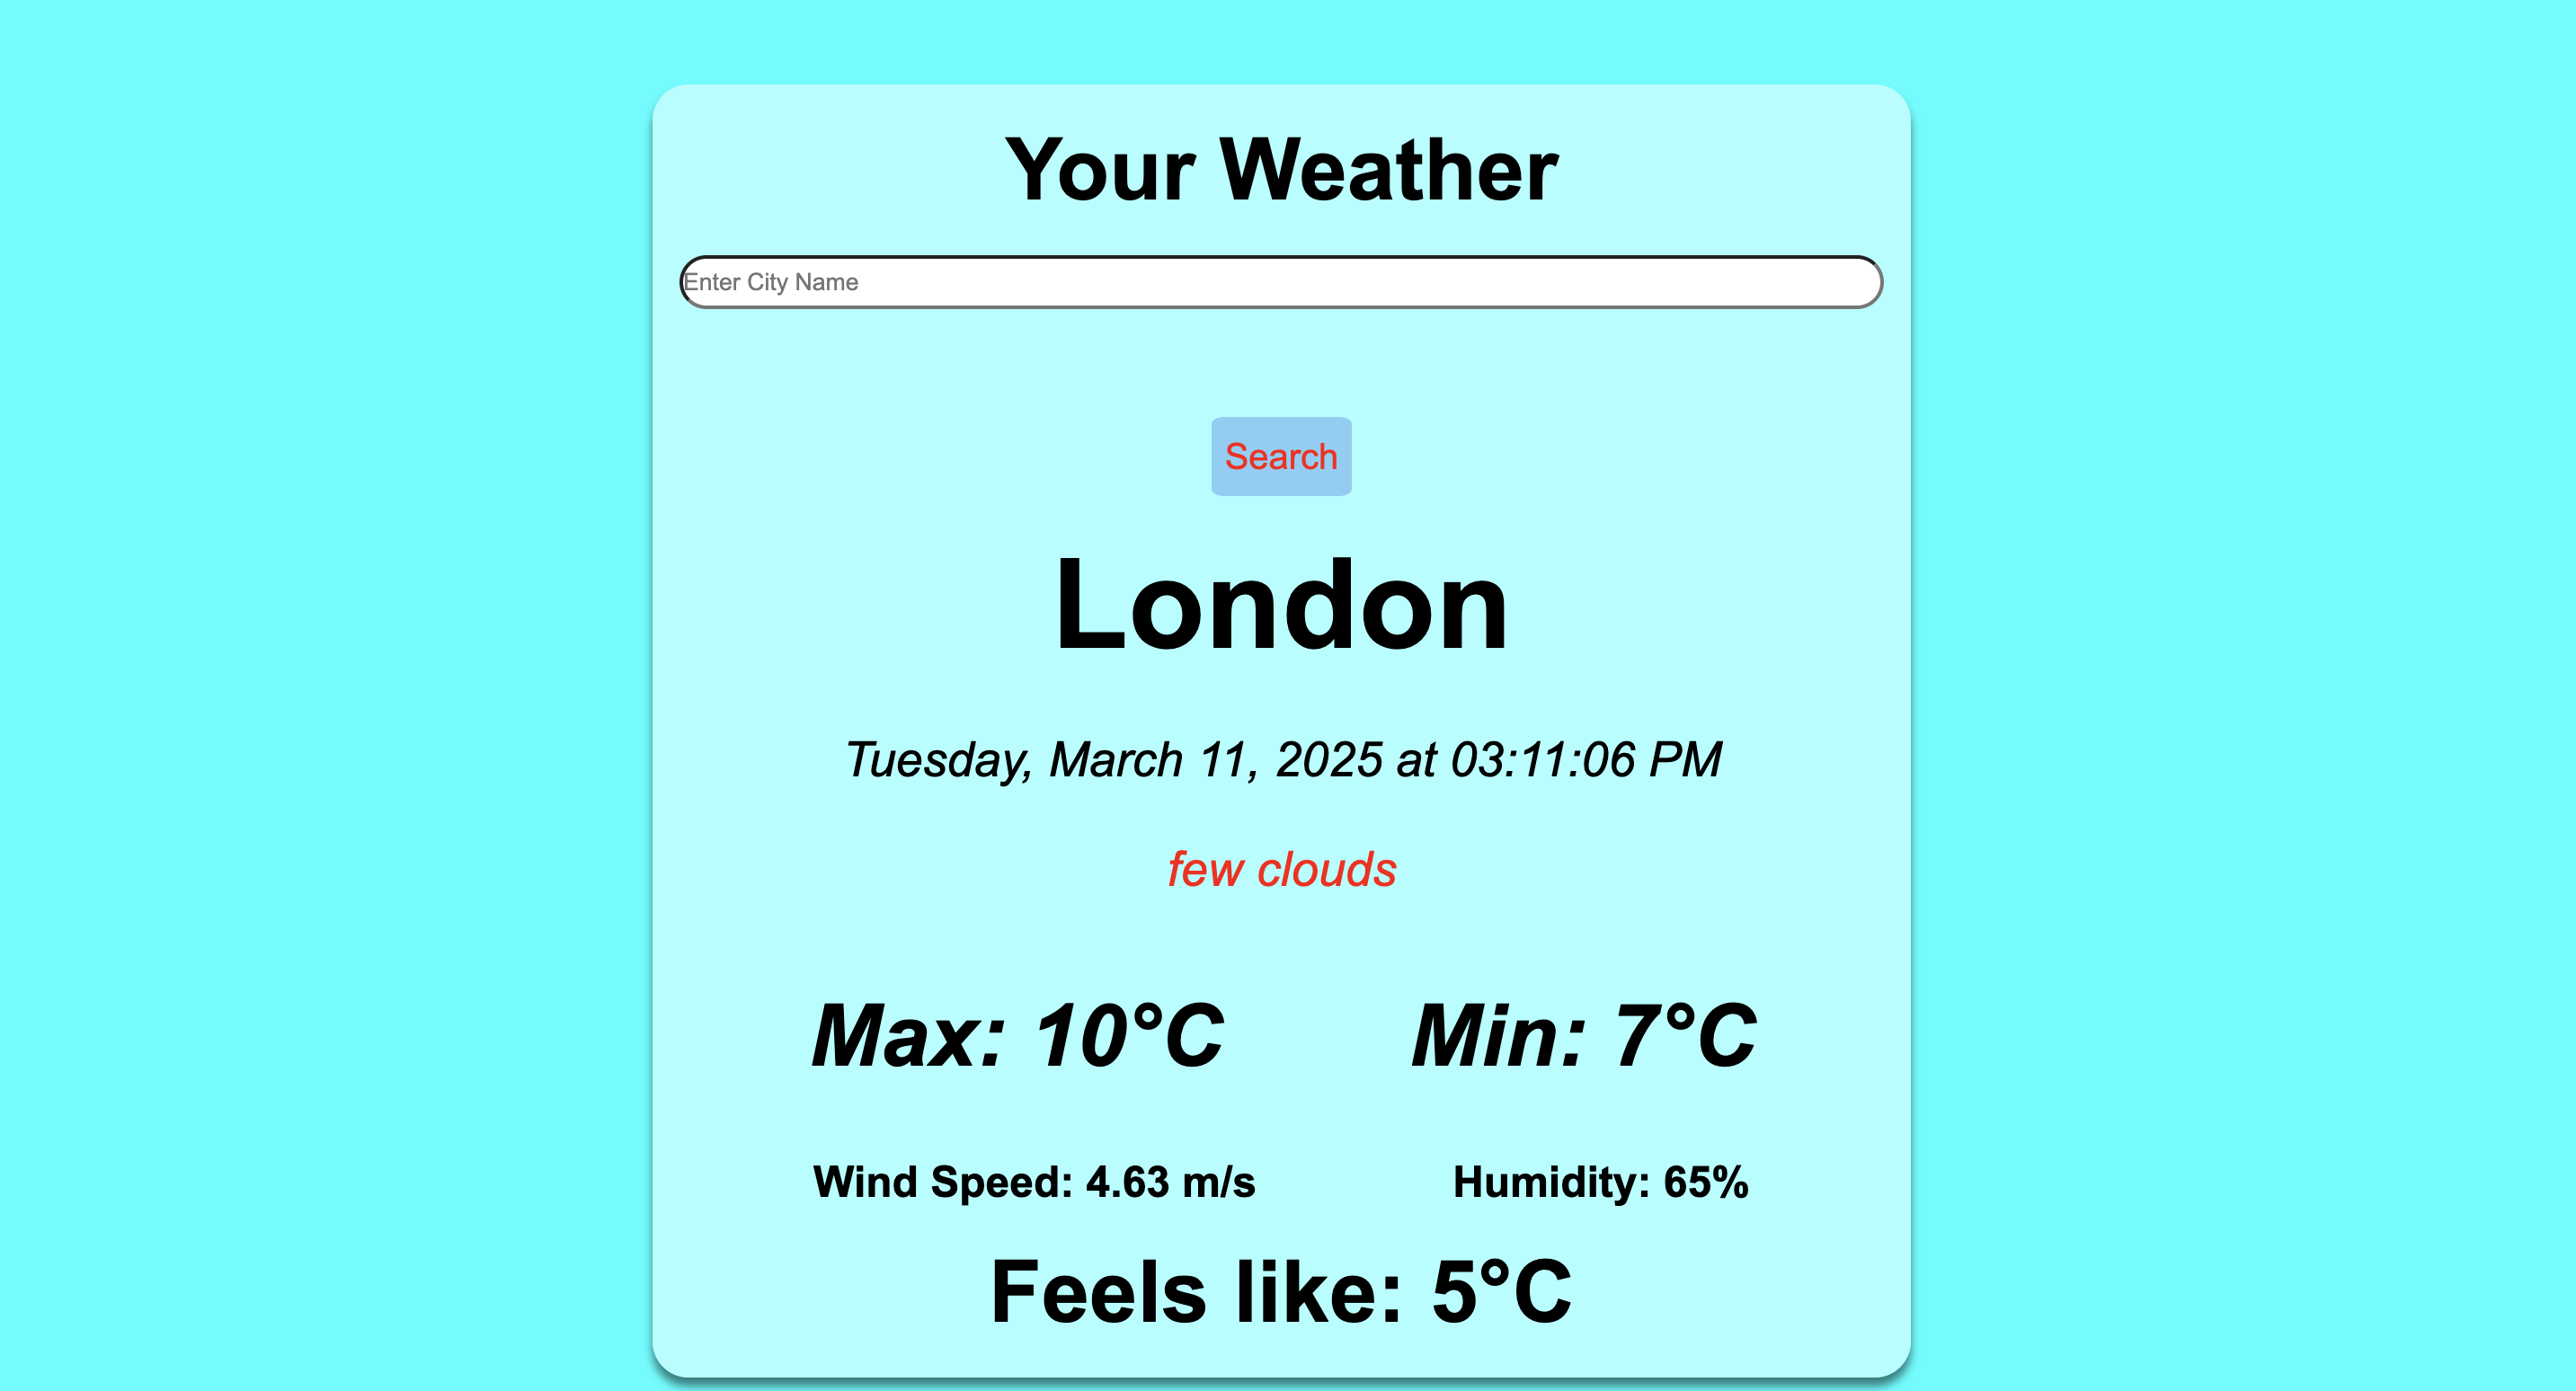 Your Weather
Enter City Name
Search
London
Tuesday, March 11, 2025 at 03:11:06 PM
few clouds
Max: 10°C Min: 7°C
Wind Speed: 4.63 m/s Humidity: 65%
Feels like: 5°C